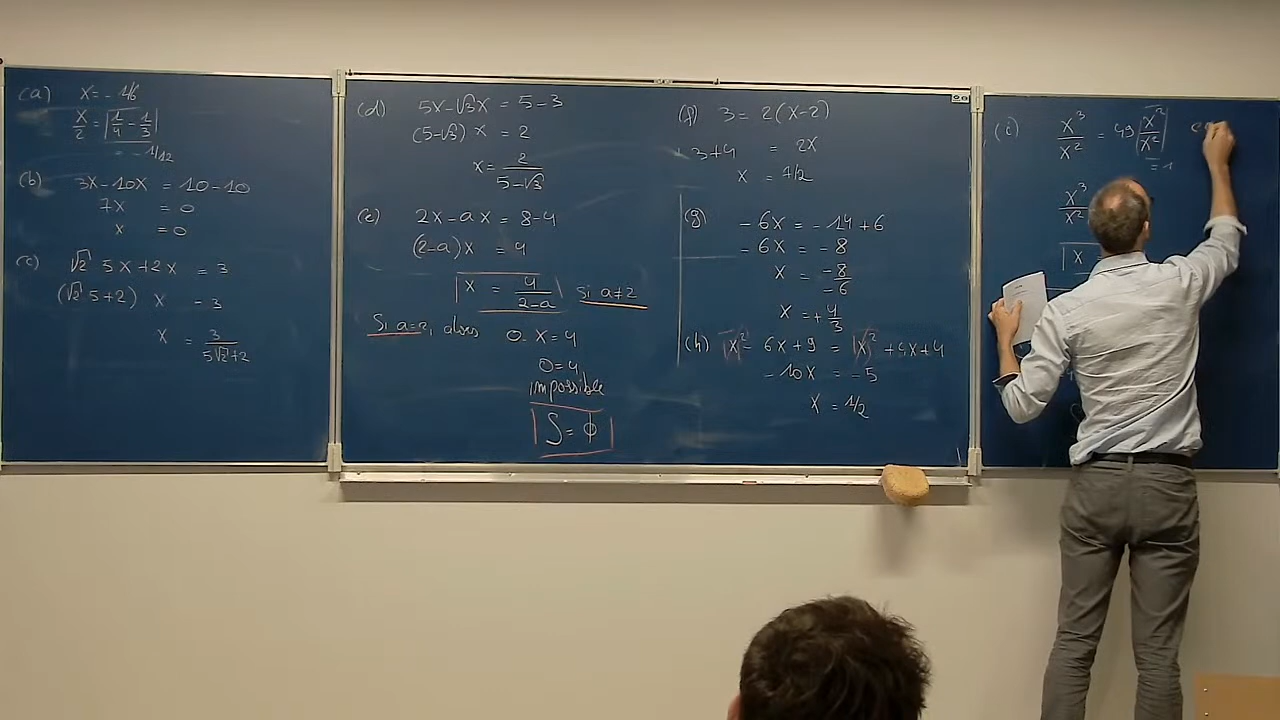 (a) x = -1/6
x/2 = |1/4 - 1/3|
= -1/12
(b) 3x-10x = 10-10
7x = 0
x = 0
(c) √2 5x+2x = 3
(√2 5+2) x = 3
x = 3/(5√2+2)
(d) 5x-√3x = 5-3
(5-√3) x = 2
x = 2/(5-√3)
(e) 2x-ax = 8-4
(2-a)x = 4
x = 4/(2-a) si a≠2
Si a=2, alors 0·x=4
0=4
impossible
S=∅
(f) 3 = 2(x-2)
+3+4 = 2x
x = 7/2
(g) -6x = -14+6
-6x = -8
x = -8/-6
x = +4/3
(h) x² - 6x+9 = x² +4x+4
-10x = -5
x = 1/2
(i) x³/x² = 49 x²/x²
=1
x³/x²
x